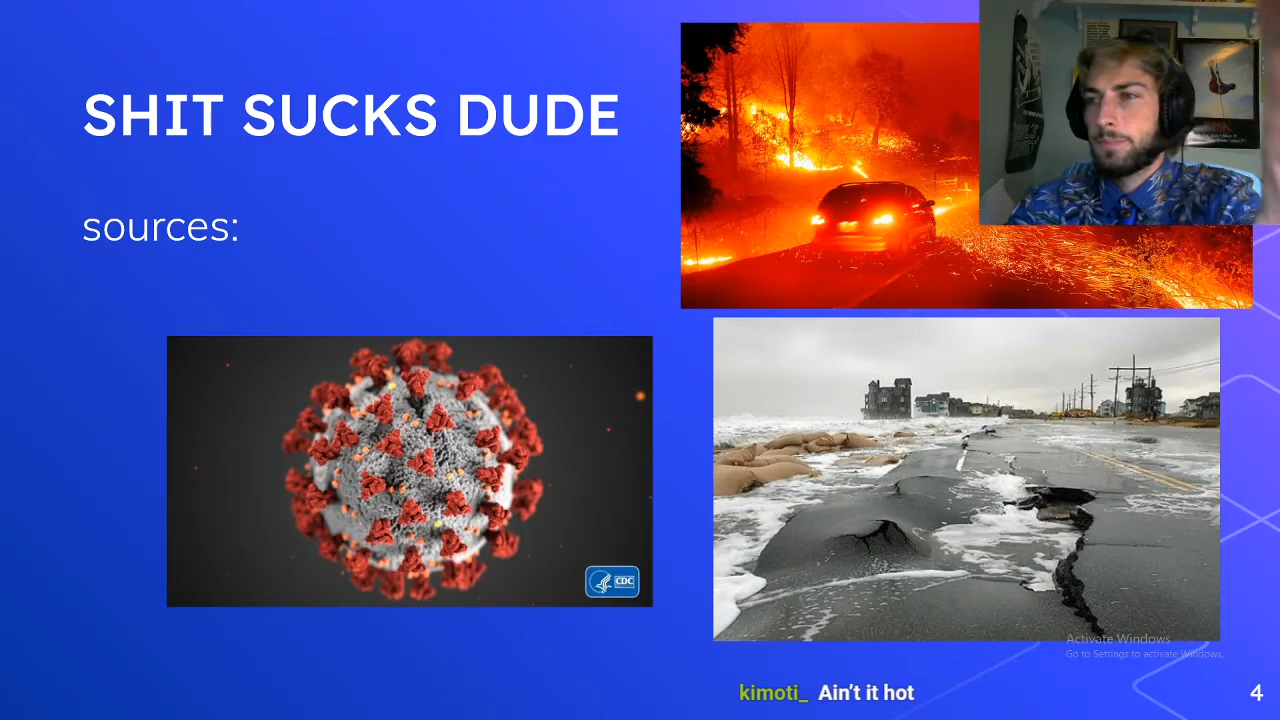 SHIT SUCKS DUDE
sources:
CDC
Activate Windows
Go to Settings to activate Windows.
kimoti_ Ain't it hot
4